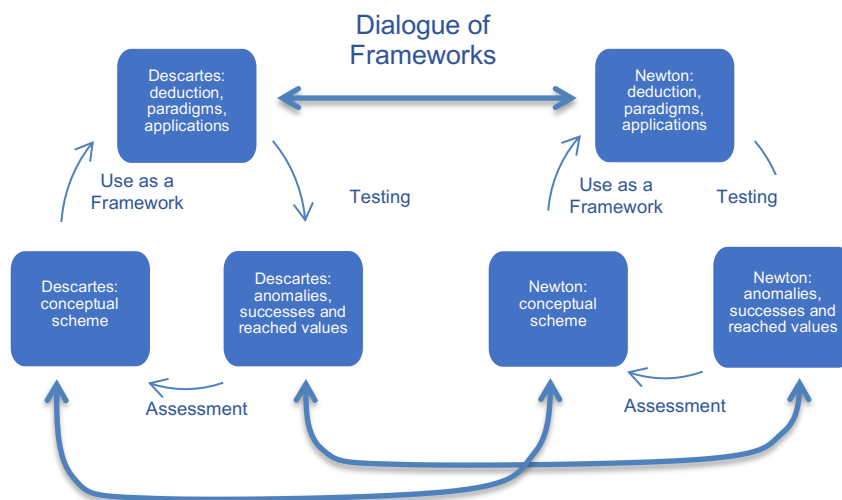 Dialogue of
Frameworks
Descartes:
deduction,
paradigms,
applications
Newton:
deduction,
paradigms,
applications
Use as a
Framework
Testing
Use as a
Framework
Testing
Descartes:
conceptual
scheme
Descartes:
anomalies,
successes and
reached values
Newton:
conceptual
scheme
Newton:
anomalies,
successes and
reached values
Assessment
Assessment